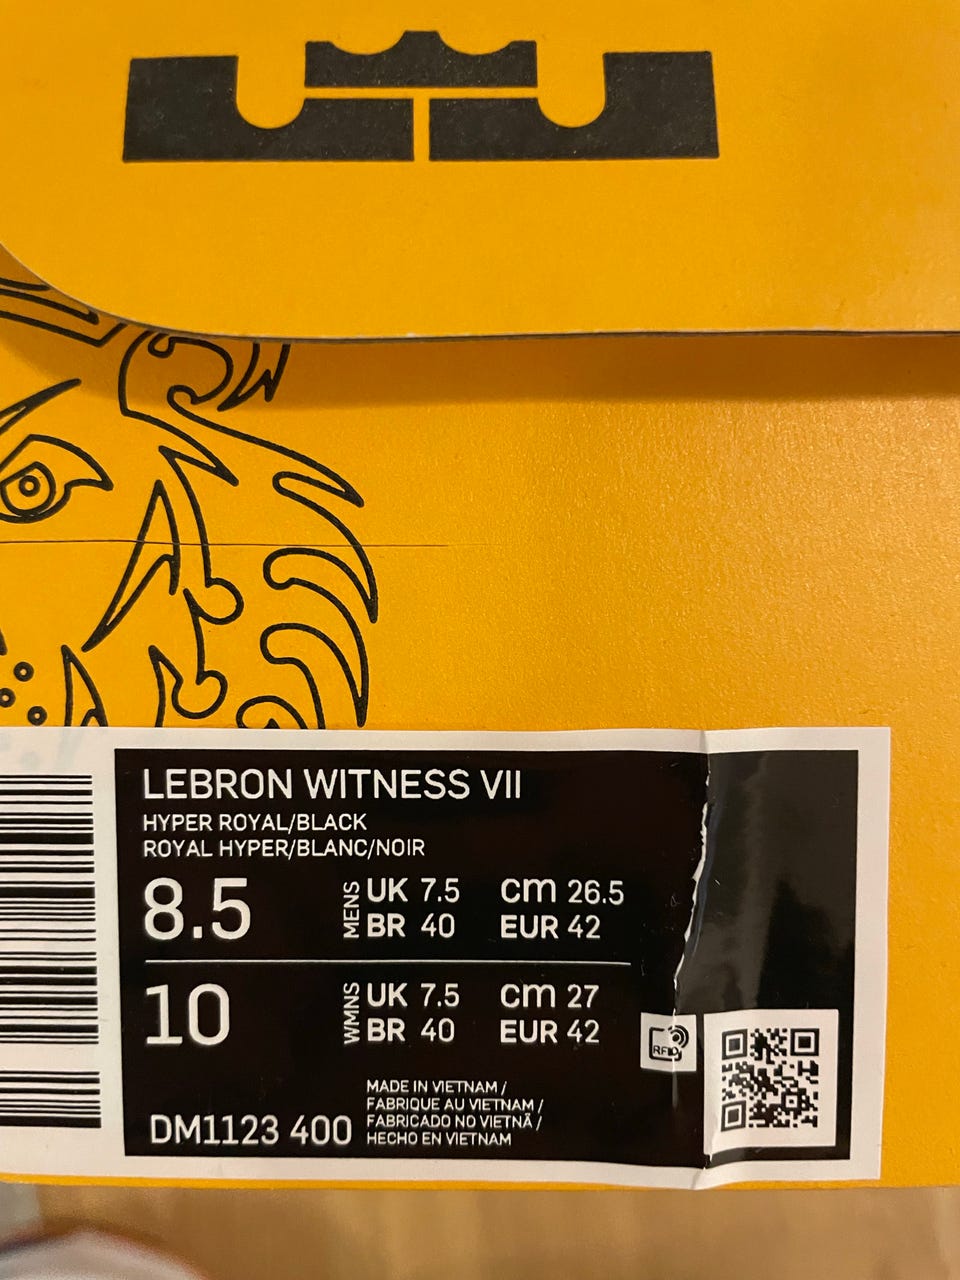 LEBRON WITNESS VII
HYPER ROYAL/BLACK
ROYAL HYPER/BLANC/NOIR
8.5 MENS UK 7.5 cm 26.5
BR 40 EUR 42
10 WMNS UK 7.5 cm 27
BR 40 EUR 42
RFID
MADE IN VIETNAM /
FABRIQUE AU VIETNAM /
FABRICADO NO VIETNÃ /
HECHO EN VIETNAM
DM1123 400